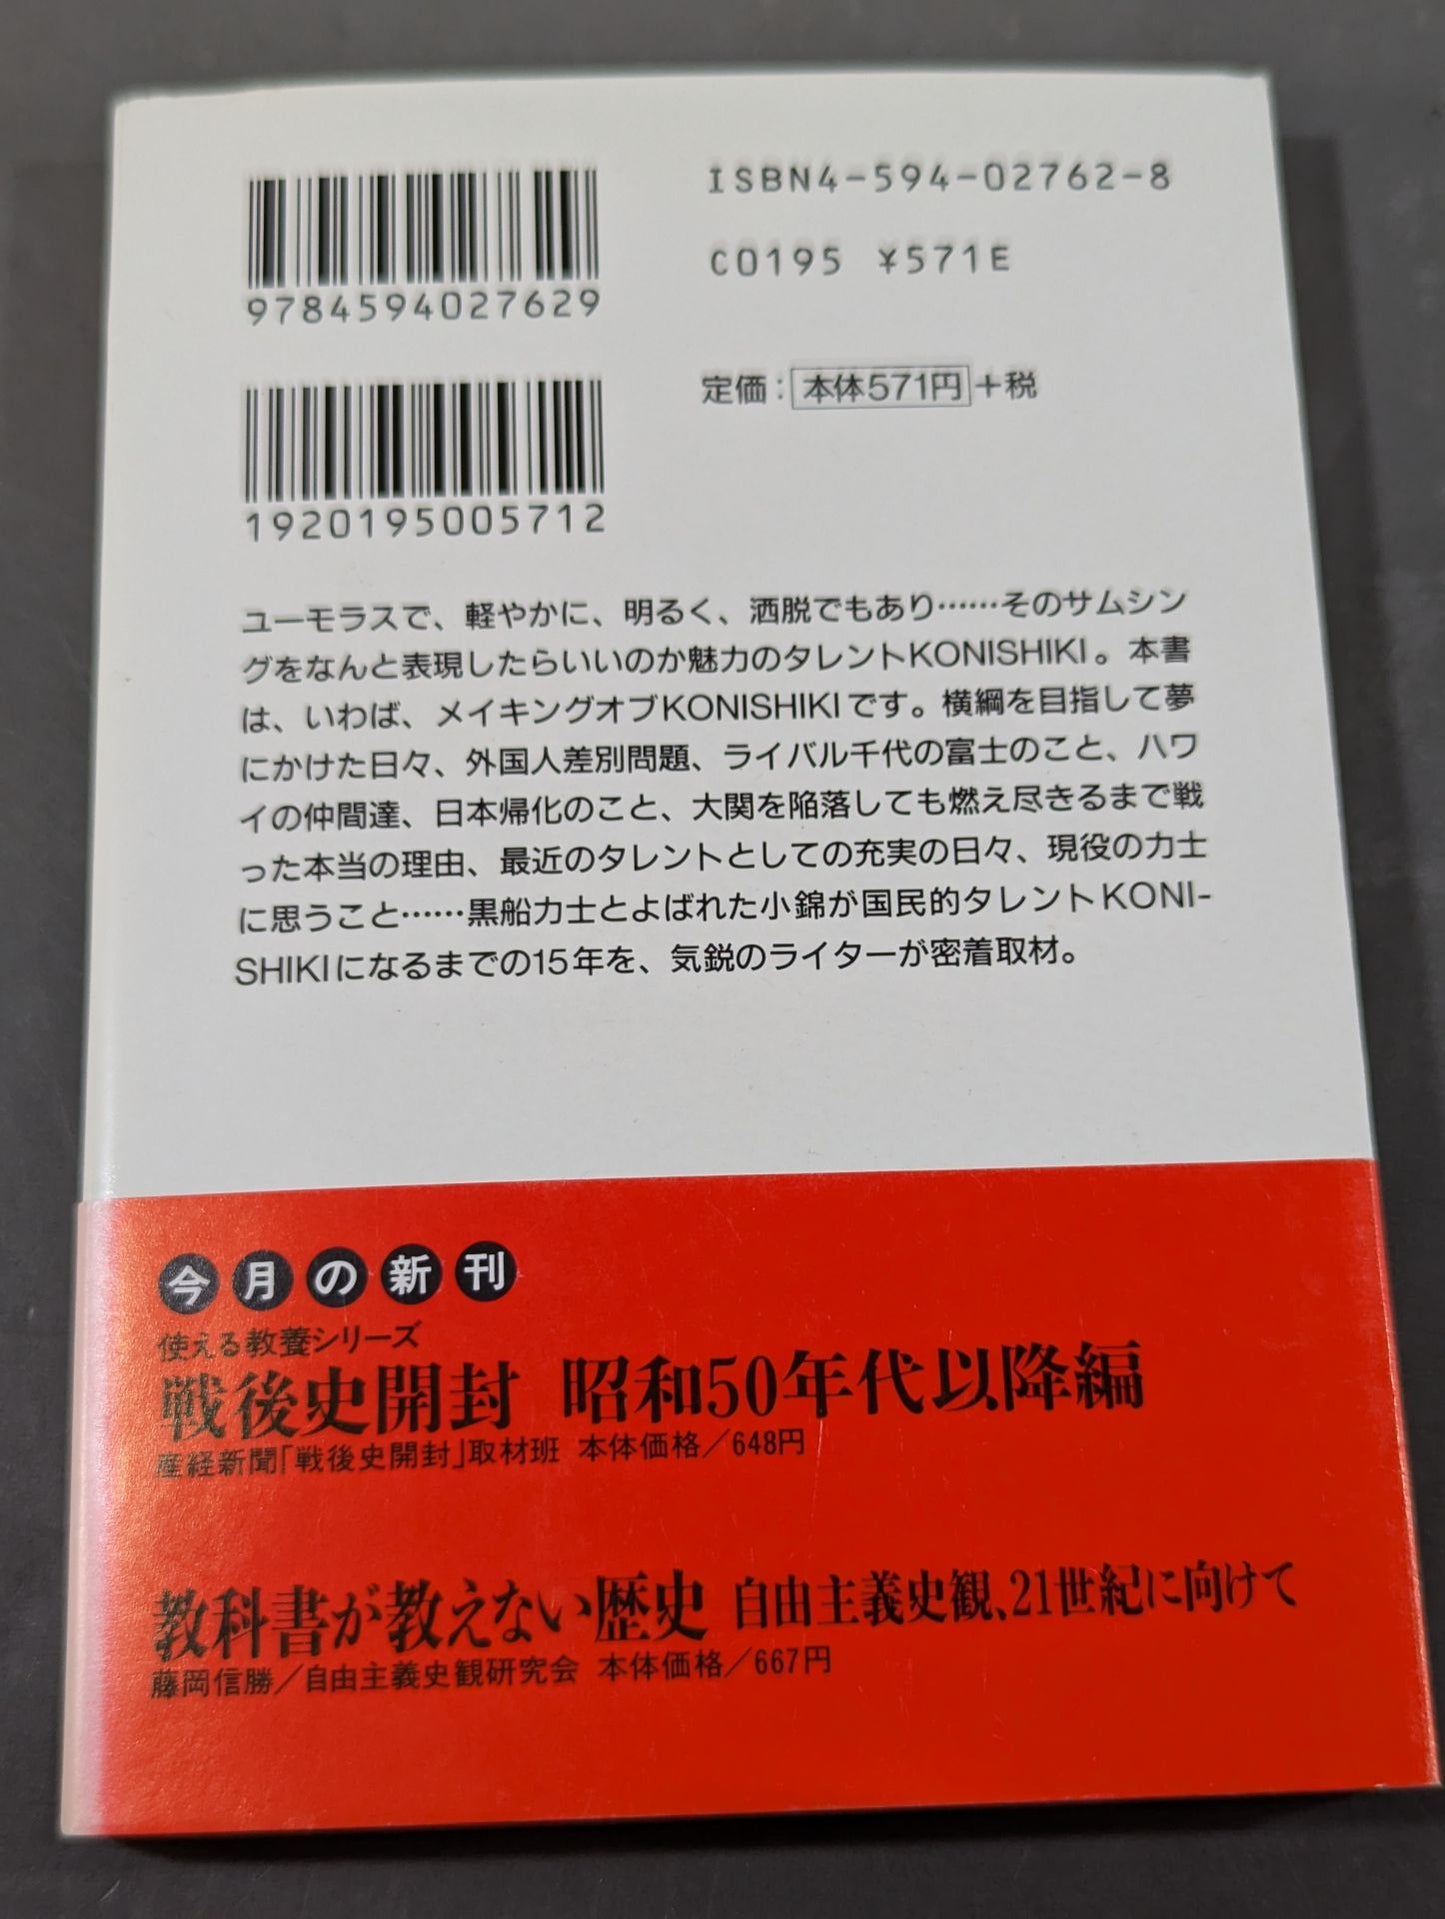 9784594027629
ISBN4-594-02762-8
C0195 ¥571E
1920195005712
定価：本体571円+税
ユーモラスで、軽やかに、明るく、洒脱でもあり……そのサムシン
グをなんと表現したらいいのか魅力のタレントKONISHIKI。本書
は、いわば、メイキングオブKONISHIKIです。横綱を目指して夢
にかけた日々、外国人差別問題、ライバル千代の富士のこと、ハワ
イの仲間達、日本帰化のこと、大関を陥落しても燃え尽きるまで戦
った本当の理由、最近のタレントとしての充実の日々、現役の力士
に思うこと……黒船力士とよばれた小錦が国民的タレントKONI-
SHIKIになるまでの15年を、気鋭のライターが密着取材。
今月の新刊
使える教養シリーズ
戦後史開封 昭和50年代以降編
産経新聞「戦後史開封」取材班 本体価格／648円
教科書が教えない歴史 自由主義史観、21世紀に向けて
藤岡信勝／自由主義史観研究会 本体価格／667円